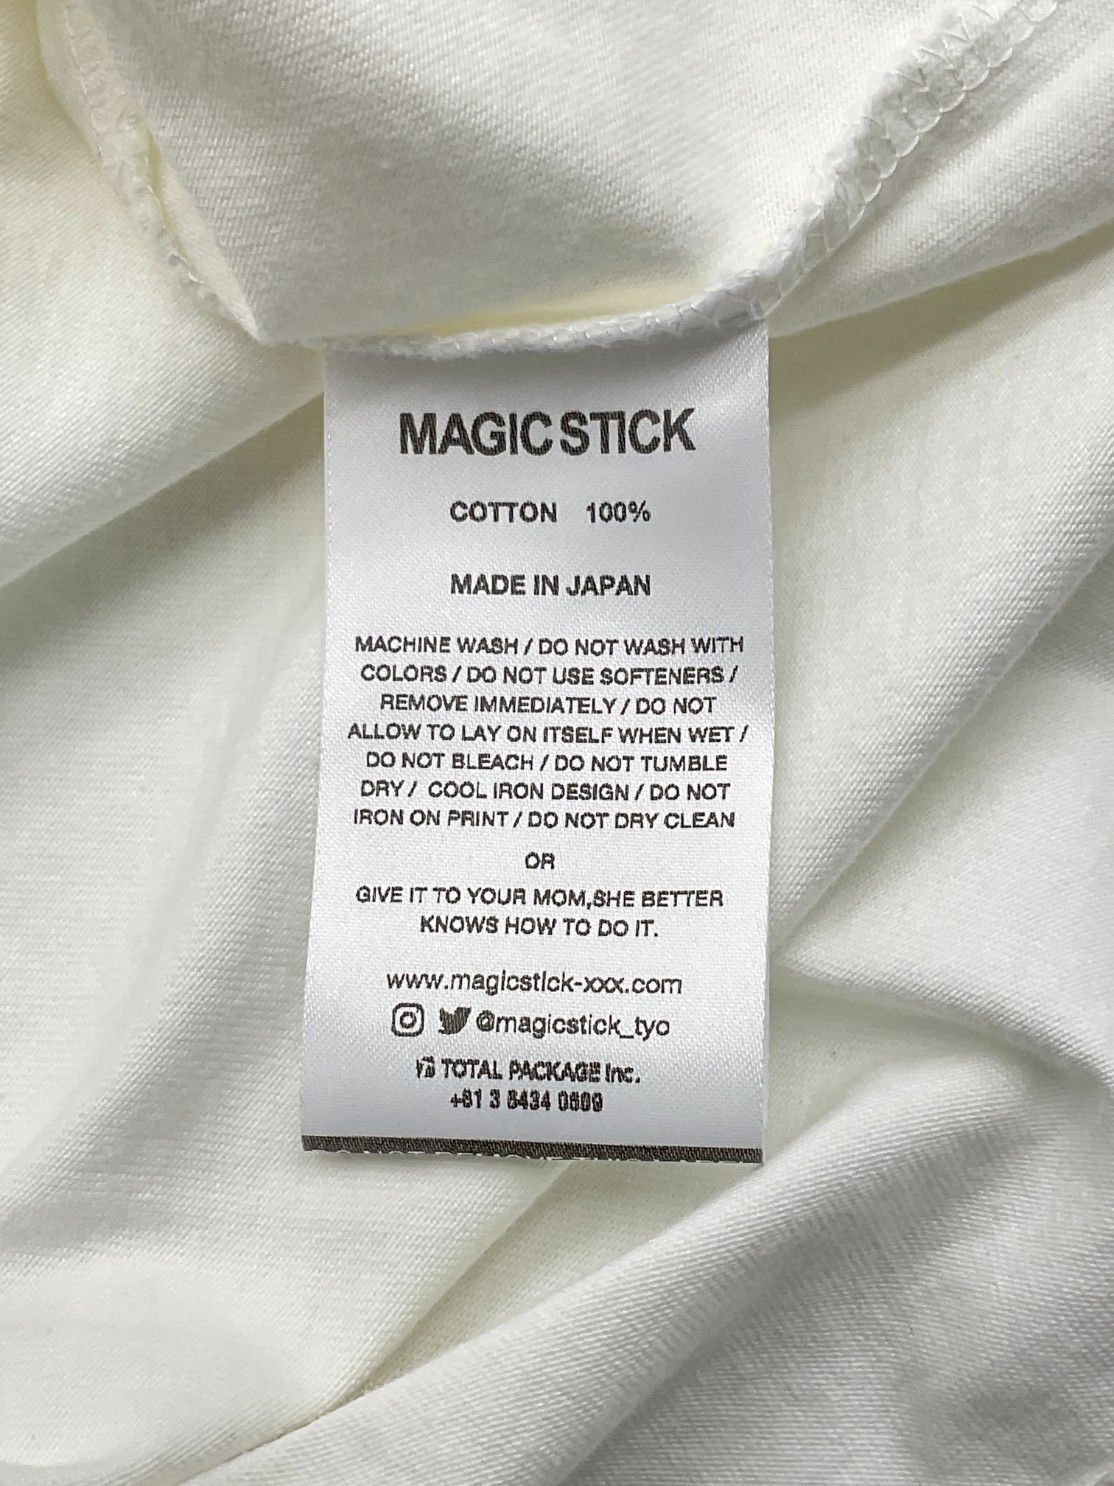 MAGIC STICK
COTTON 100%
MADE IN JAPAN
MACHINE WASH / DO NOT WASH WITH
COLORS / DO NOT USE SOFTENERS /
REMOVE IMMEDIATELY / DO NOT
ALLOW TO LAY ON ITSELF WHEN WET /
DO NOT BLEACH / DO NOT TUMBLE
DRY / COOL IRON DESIGN / DO NOT
IRON ON PRINT / DO NOT DRY CLEAN
OR
GIVE IT TO YOUR MOM,SHE BETTER
KNOWS HOW TO DO IT.
www.magicstick-xxx.com
@magicstick_tyo
TOTAL PACKAGE Inc.
+81 3